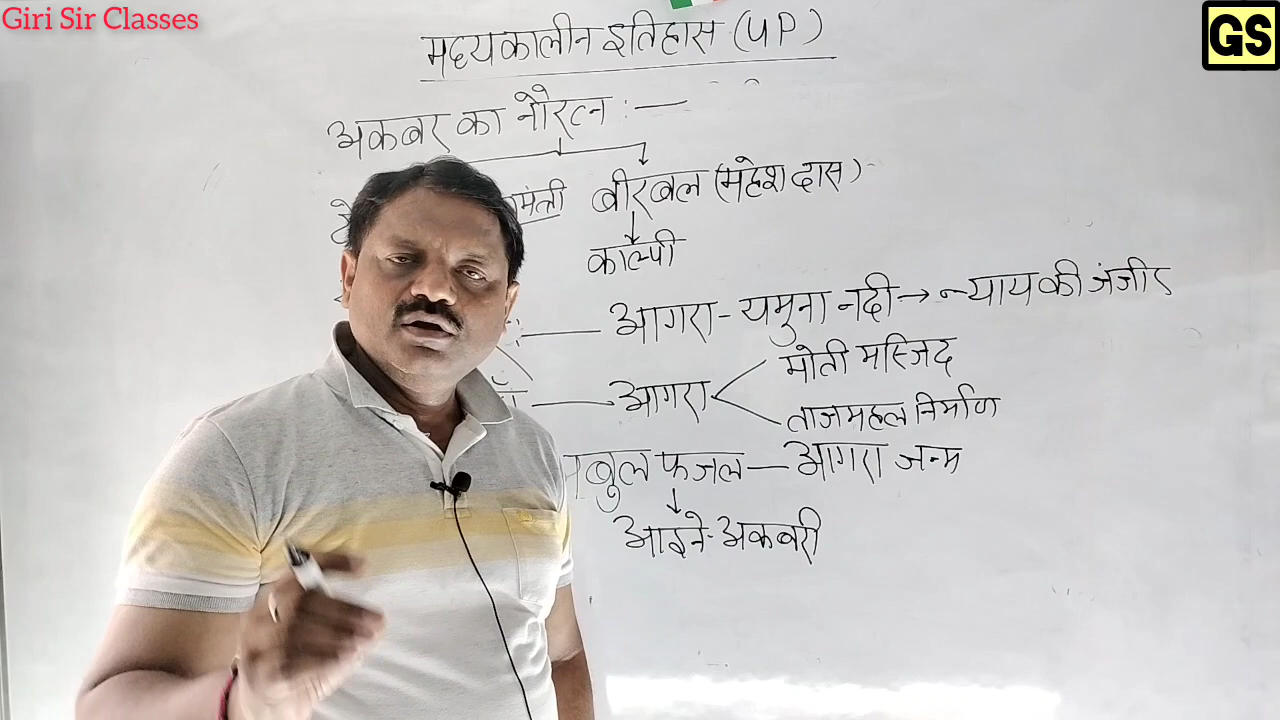 Giri Sir Classes
GS
मध्यकालीन इतिहास (UP)
अकबर का नौरत्न :—
बीरबल (महेश दास)
काल्पी
आगरा - यमुना नदी → न्याय की जंजीर
आगरा
मोती मस्जिद
ताजमहल निर्माण
अबुल फजल — आगरा जन्म
आइने-अकबरी